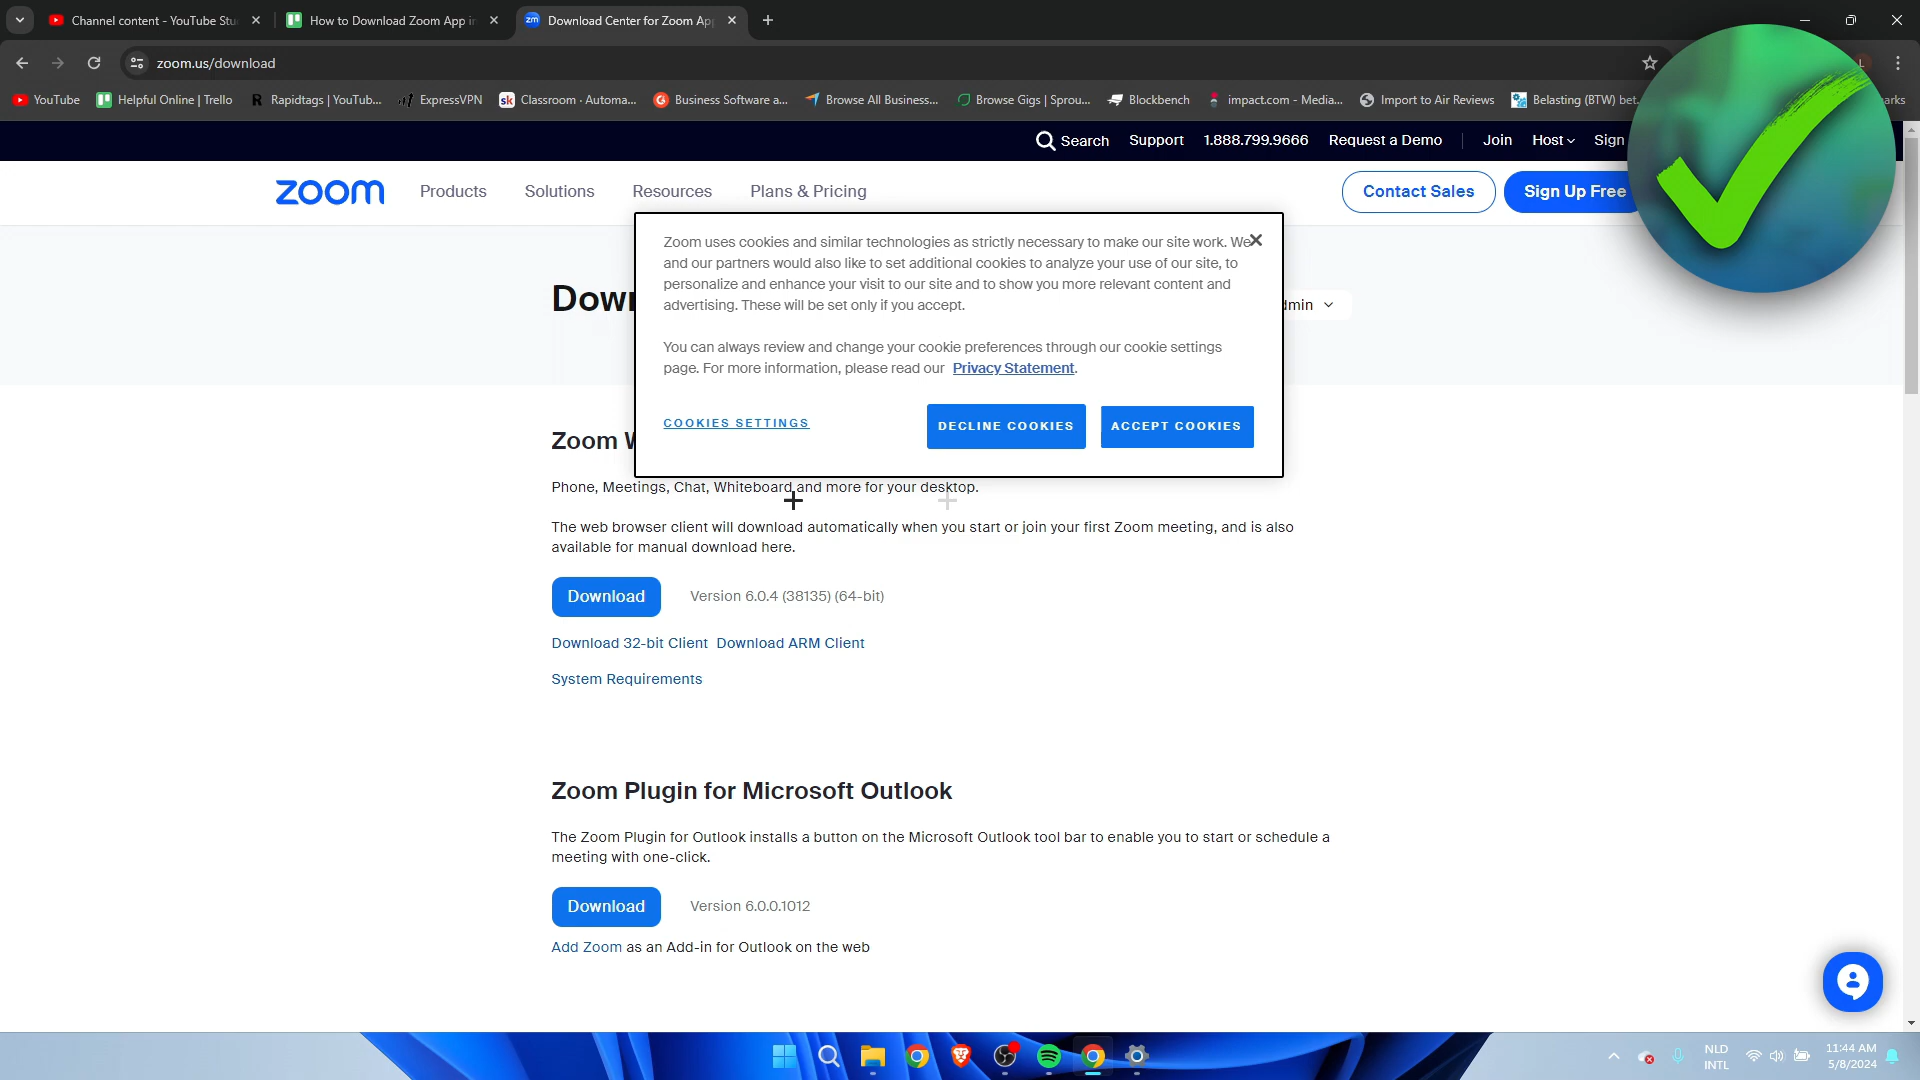 Channel content - YouTube Stu
How to Download Zoom App i
Download Center for Zoom Ap
zoom.us/download
YouTube
Helpful Online | Trello
Rapidtags | YouTub...
ExpressVPN
Classroom - Automa...
Business Software a...
Browse All Business...
Browse Gigs | Sprou...
Blockbench
impact.com - Media...
Import to Air Reviews
Belasting (BTW) bet
arks
Search
Support
1.888.799.9666
Request a Demo
Join
Host
Sign
zoom
Products
Solutions
Resources
Plans & Pricing
Contact Sales
Sign Up Free
Zoom uses cookies and similar technologies as strictly necessary to make our site work. We
and our partners would also like to set additional cookies to analyze your use of our site, to
personalize and enhance your visit to our site and to show you more relevant content and
advertising. These will be set only if you accept.
You can always review and change your cookie preferences through our cookie settings
page. For more information, please read our Privacy Statement.
COOKIES SETTINGS
DECLINE COOKIES
ACCEPT COOKIES
Down
dmin
Zoom W
Phone, Meetings, Chat, Whiteboard and more for your desktop.
The web browser client will download automatically when you start or join your first Zoom meeting, and is also
available for manual download here.
Download
Version 6.0.4 (38135) (64-bit)
Download 32-bit Client Download ARM Client
System Requirements
Zoom Plugin for Microsoft Outlook
The Zoom Plugin for Outlook installs a button on the Microsoft Outlook tool bar to enable you to start or schedule a
meeting with one-click.
Download
Version 6.0.0.1012
Add Zoom as an Add-in for Outlook on the web
NLD
INTL
11:44 AM
5/8/2024